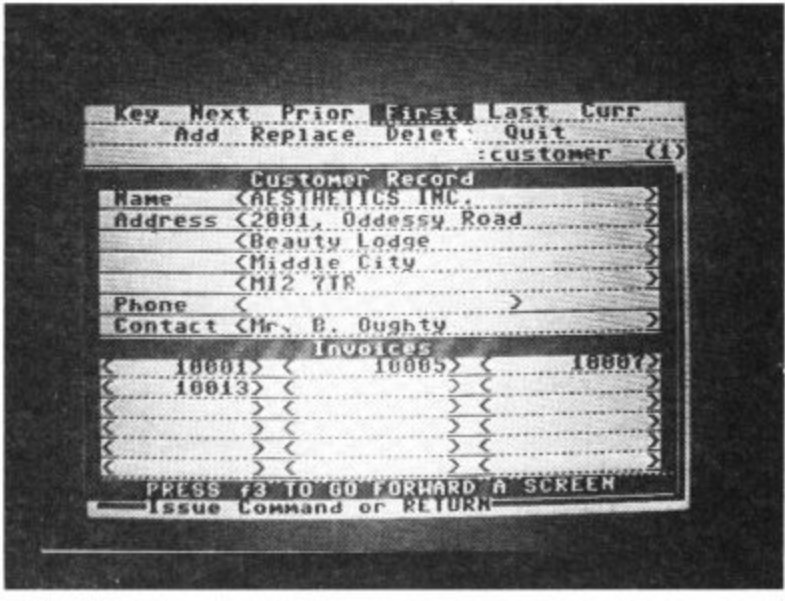 Key Next Prior First Last Curr
Add Replace Delet Quit
:customer (1)
Customer Record
Name <AESTHETICS INC. >
Address <2001, Oddessy Road >
<Beauty Lodge >
<Middle City >
<MI2 7TR >
Phone < >
Contact <Mr. B. Oughty >
Invoices
< 10001> < 10005> < 10007>
< 10013> < > < >
< > < > < >
< > < > < >
< > < > < >
< > < > < >
PRESS f3 TO GO FORWARD A SCREEN
Issue Command or RETURN